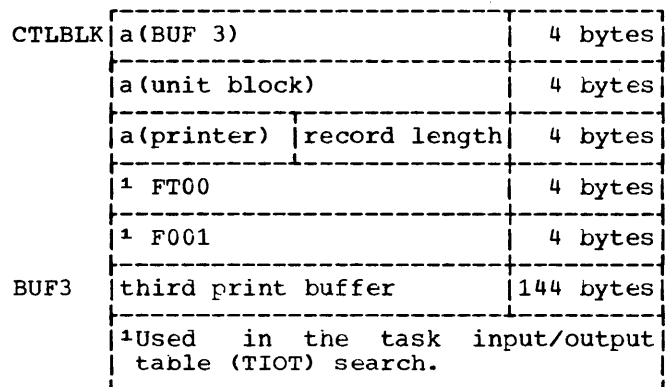 CTLBLK a(BUF 3) 4 bytes
a(unit block) 4 bytes
a(printer) record length 4 bytes
¹ FT00 4 bytes
¹ F001 4 bytes
BUF3 third print buffer 144 bytes
¹Used in the task input/output
table (TIOT) search.